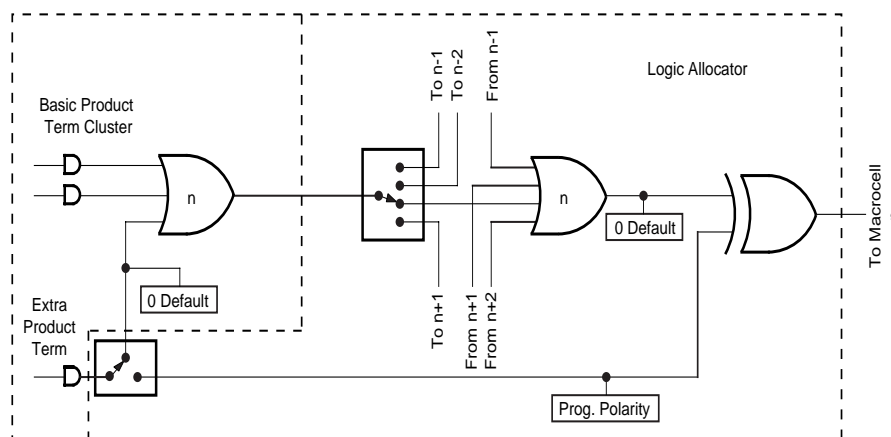 To n-1
To n-2
From n-1
Logic Allocator
Basic Product
Term Cluster
n
n
0 Default
To Macrocell
0 Default
Extra
Product
Term
To n+1
From n+1
From n+2
Prog. Polarity